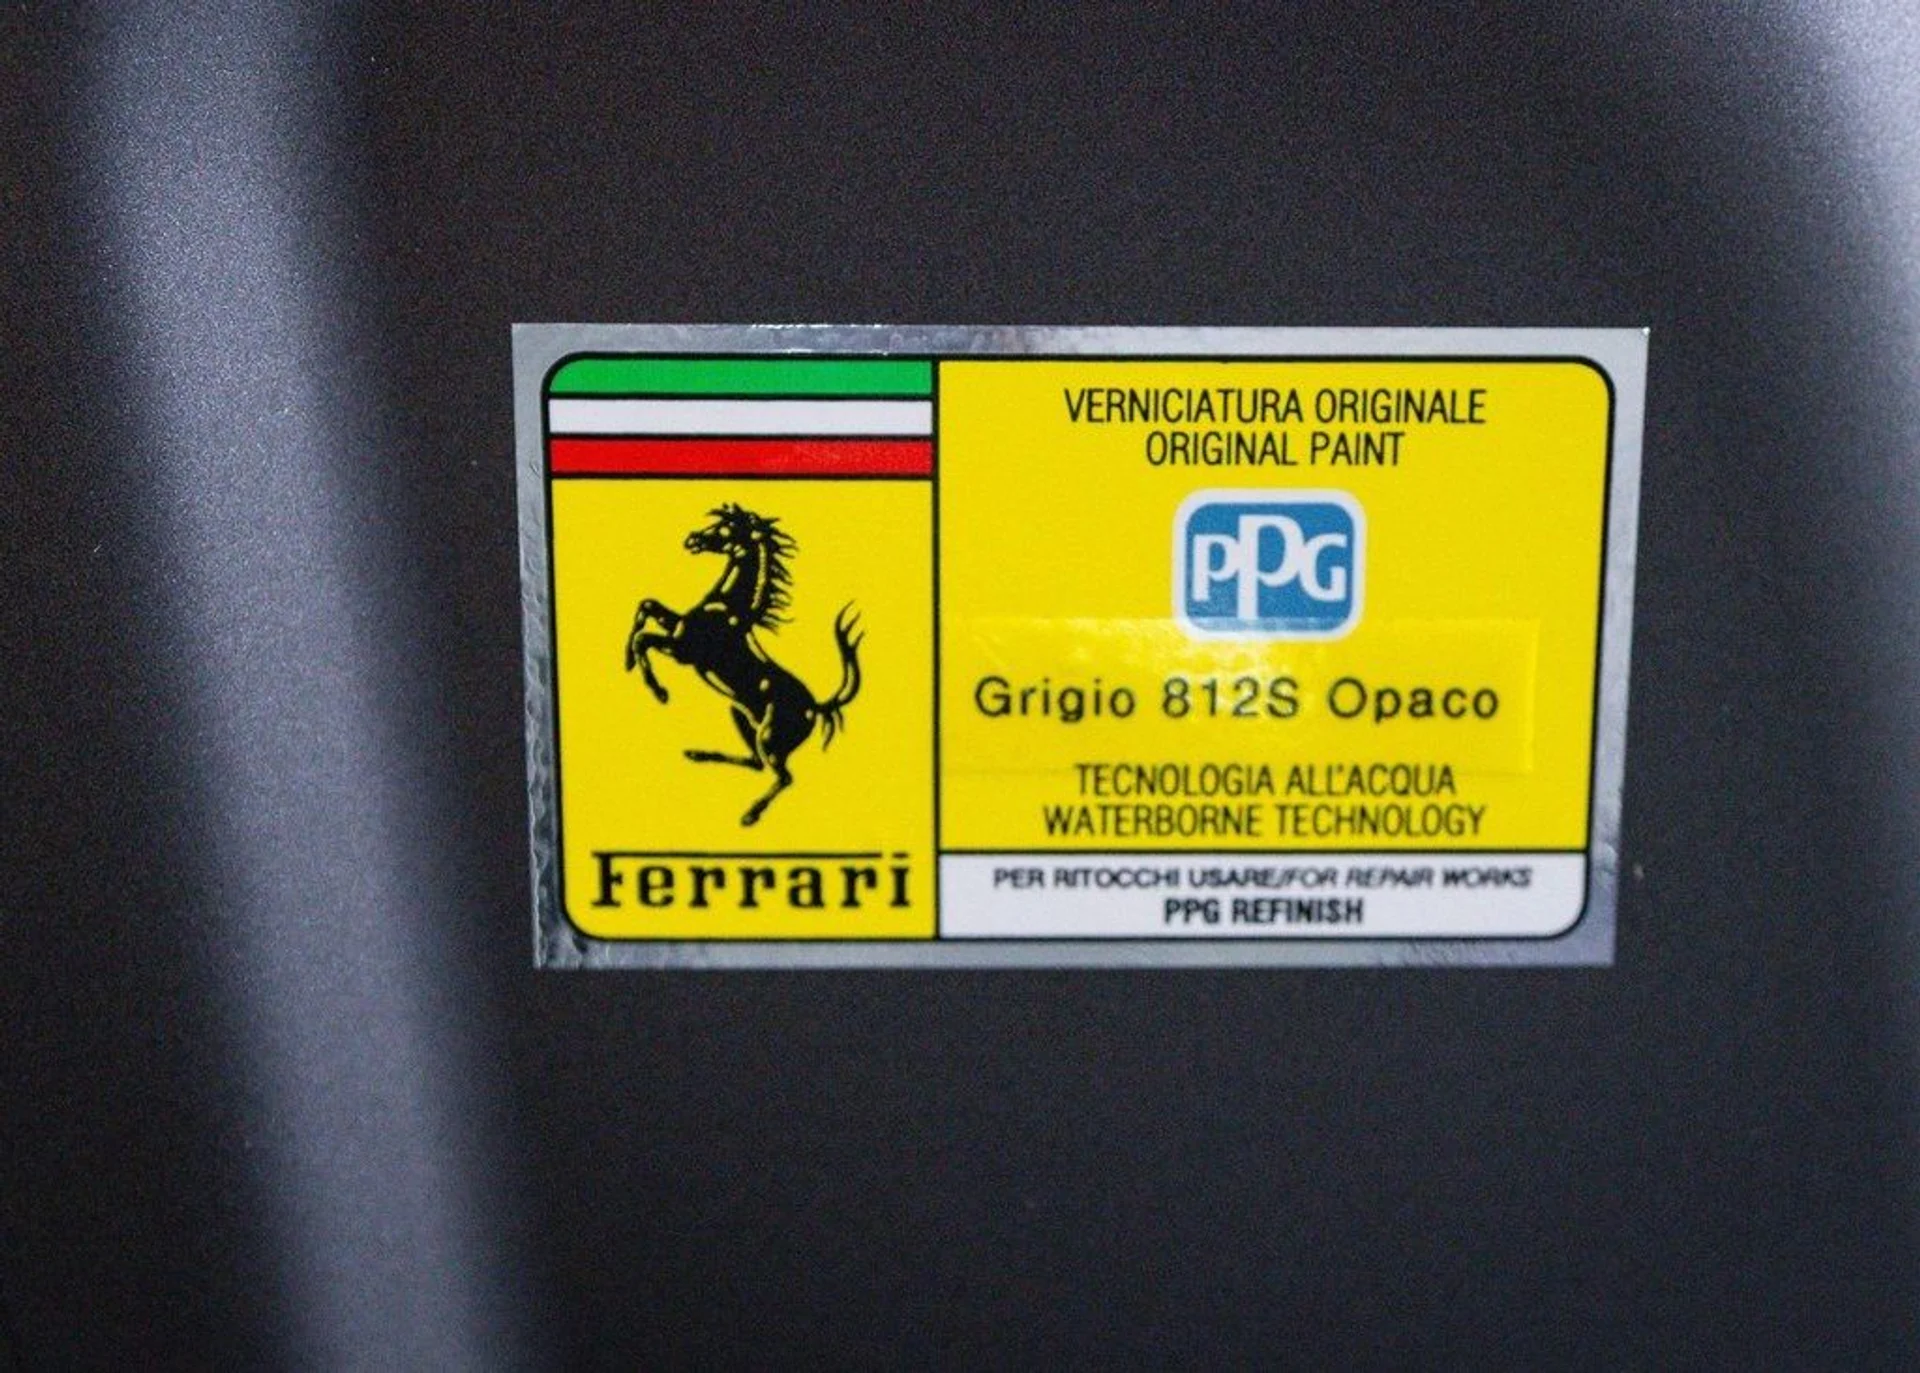 Ferrari
VERNICIATURA ORIGINALE
ORIGINAL PAINT
PPG
Grigio 812S Opaco
TECNOLOGIA ALL'ACQUA
WATERBORNE TECHNOLOGY
PER RITOCCHI USARE/FOR REPAIR WORKS
PPG REFINISH